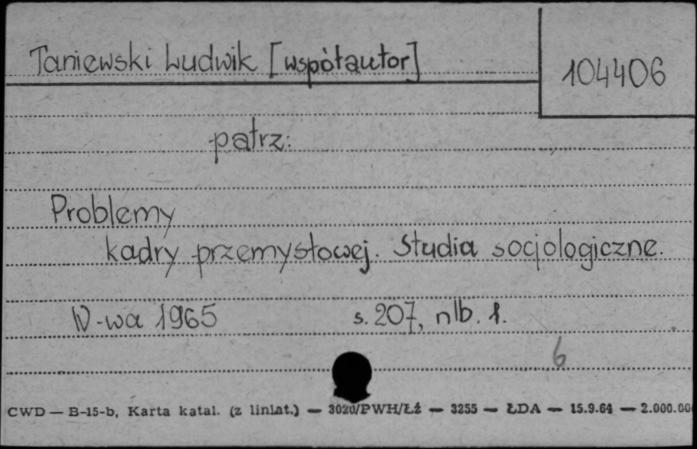 Taniewski Ludwik [współautor]
104406
patrz:
Problemy
kadry przemysłowej. Studia socjologiczne.
W-wa 1965 s. 207, nlb. 1.
6
CWD — B-15-b, Karta katal. (z liniat.) — 3020/PWH/Łź — 3255 — ŁDA — 15.9.64 — 2.000.00